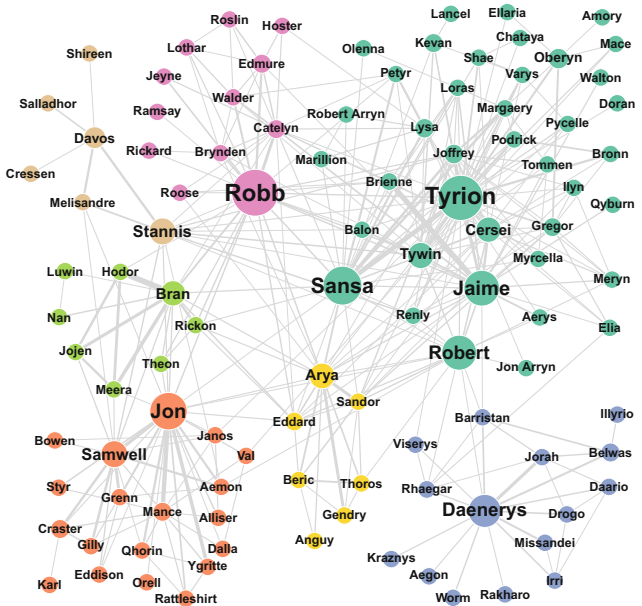 Lancel
Ellaria
Amory
Roslin
Hoster
Kevan
Chataya
Mace
Lothar
Olenna
Shae
Oberyn
Shireen
Edmure
Petyr
Varys
Walton
Jeyne
Loras
Salladhor
Walder
Robert Arryn
Margaery
Doran
Ramsay
Catelyn
Lysa
Pycelle
Davos
Podrick
Rickard
Brynden
Marillion
Joffrey
Tommen
Bronn
Cressen
Brienne
Roose
Robb
Tyrion
Ilyn
Qyburn
Melisandre
Stannis
Balon
Cersei
Gregor
Tywin
Myrcella
Luwin
Hodor
Bran
Sansa
Jaime
Meryn
Nan
Rickon
Renly
Aerys
Elia
Jojen
Theon
Robert
Jon Arryn
Meera
Arya
Sandor
Jon
Eddard
Barristan
Illyrio
Bowen
Janos
Val
Viserys
Belwas
Samwell
Jorah
Styr
Grenn
Aemon
Beric
Thoros
Rhaegar
Daario
Mance
Alliser
Gendry
Daenerys
Drogo
Craster
Anguy
Missandei
Gilly
Qhorin
Dalla
Kraznys
Karl
Eddison
Orell
Ygritte
Aegon
Irri
Rattleshirt
Worm
Rakharo